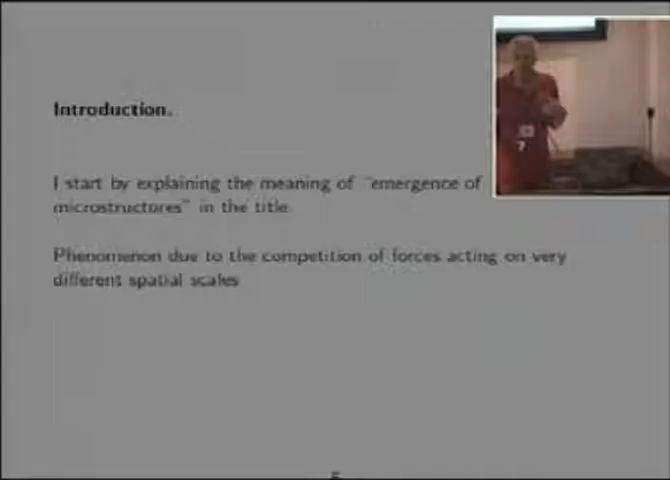 Introduction.
I start by explaining the meaning of "emergence of
microstructures" in the title.
Phenomenon due to the competition of forces acting on very
different spatial scales